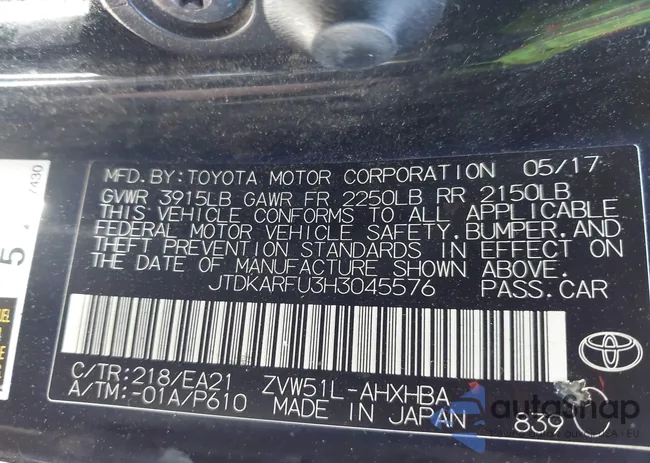 MFD. BY: TOYOTA MOTOR CORPORATION 05/17
GVWR 3915LB GAWR FR 2250LB RR 2150LB
THIS VEHICLE CONFORMS TO ALL APPLICABLE
FEDERAL MOTOR VEHICLE SAFETY, BUMPER, AND
THEFT PREVENTION STANDARDS IN EFFECT ON
THE DATE OF MANUFACTURE SHOWN ABOVE.
JTDKARFU3H3045576 PASS. CAR
C/TR: 218/EA21 ZVW51L-AHXHBA
A/TM: -01A/P610 MADE IN JAPAN 839
7430
5
autosnap